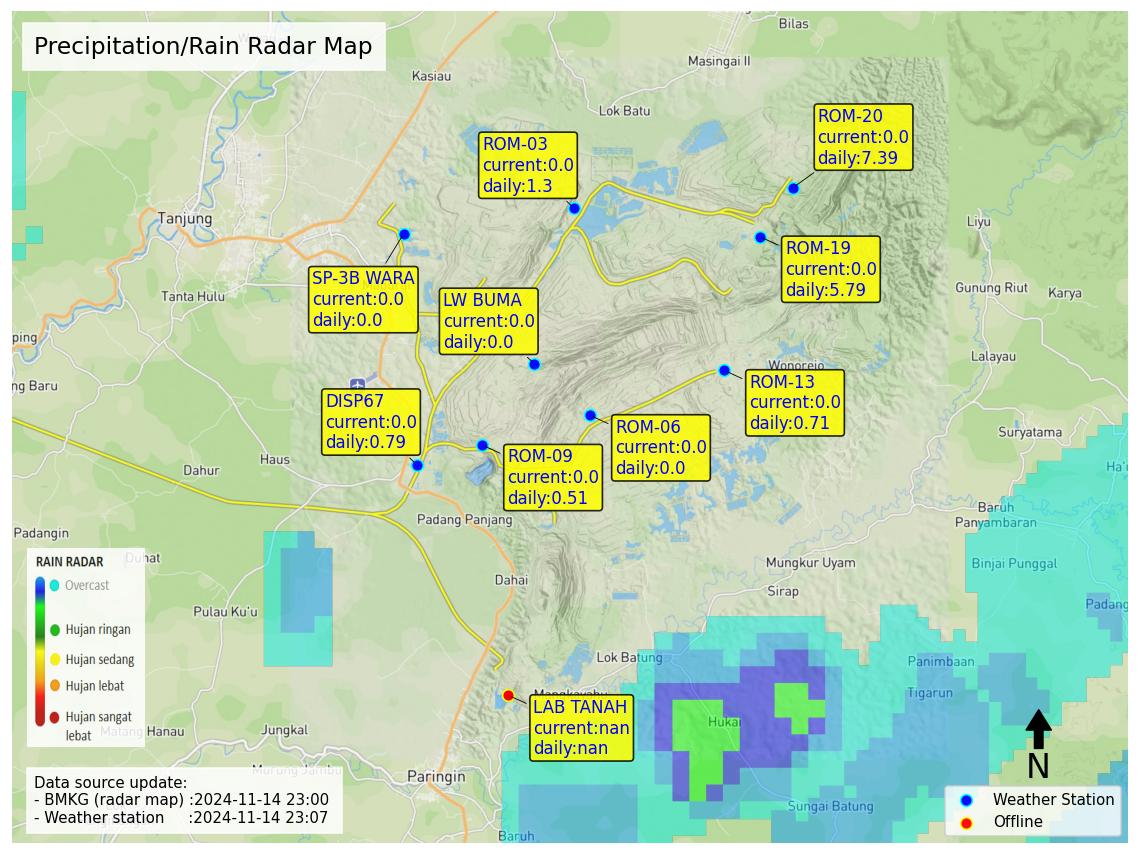 Precipitation/Rain Radar Map
Bilas
Masingai II
Kasiau
Lok Batu
ROM-20
current:0.0
daily:7.39
ROM-03
current:0.0
daily:1.3
Tanjung
Liyu
ROM-19
current:0.0
daily:5.79
SP-3B WARA
current:0.0
daily:0.0
LW BUMA
current:0.0
daily:0.0
Tanta Hulu
Gunung Riut
Karya
ping
Layalau
Wonorejo
ng Baru
ROM-13
current:0.0
daily:0.71
DISP67
current:0.0
daily:0.79
ROM-06
current:0.0
daily:0.0
Suryatama
ROM-09
current:0.0
daily:0.51
Haus
Dahur
Ha'u
Baruh
Panyambaran
Padang Panjang
Padangin
Duhat
Mungkur Uyam
Binjai Punggal
RAIN RADAR
Overcast
Hujan ringan
Hujan sedang
Hujan lebat
Hujan sangat
lebat
Dahai
Sirap
Pulau Ku'u
Padang
Lok Batung
Panimbaan
Tigarun
LAB TANAH
current:nan
daily:nan
Hukai
Matang Hanau
Jungkal
Murung Jambu
Paringin
N
Data source update:
- BMKG (radar map) :2024-11-14 23:00
- Weather station :2024-11-14 23:07
Sungai Batung
Baruh
Weather Station
Offline